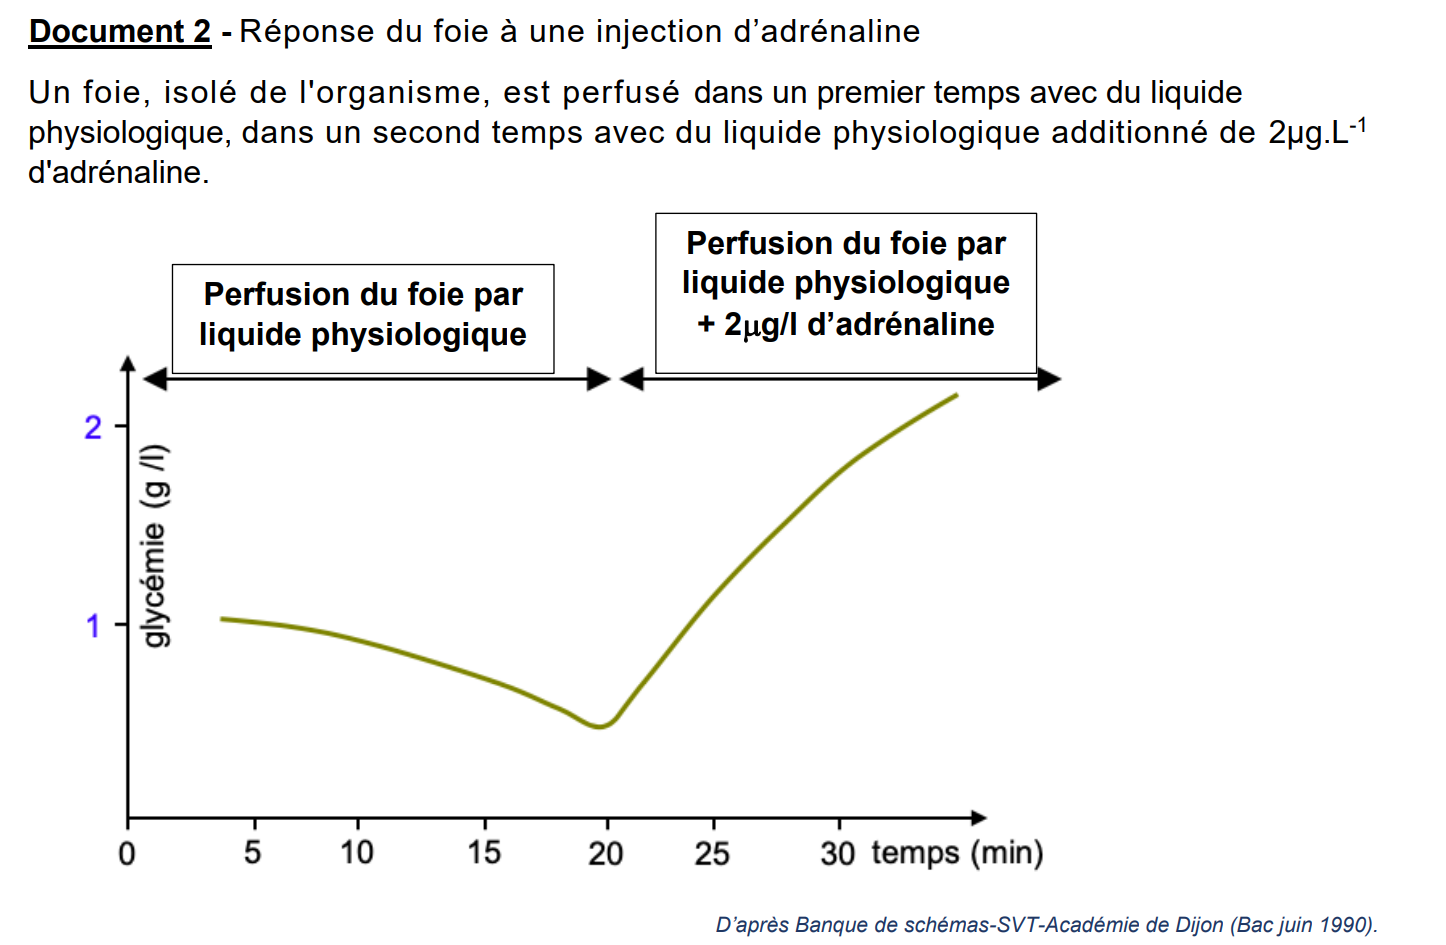 Document 2 - Réponse du foie à une injection d’adrénaline
Un foie, isolé de l'organisme, est perfusé dans un premier temps avec du liquide
physiologique, dans un second temps avec du liquide physiologique additionné de 2µg.L-1
d'adrénaline.
Perfusion du foie par
liquide physiologique
Perfusion du foie par
liquide physiologique
+ 2µg/l d’adrénaline
2
1
glycémie (g /l)
0 5 10 15 20 25 30 temps (min)
D’après Banque de schémas-SVT-Académie de Dijon (Bac juin 1990).